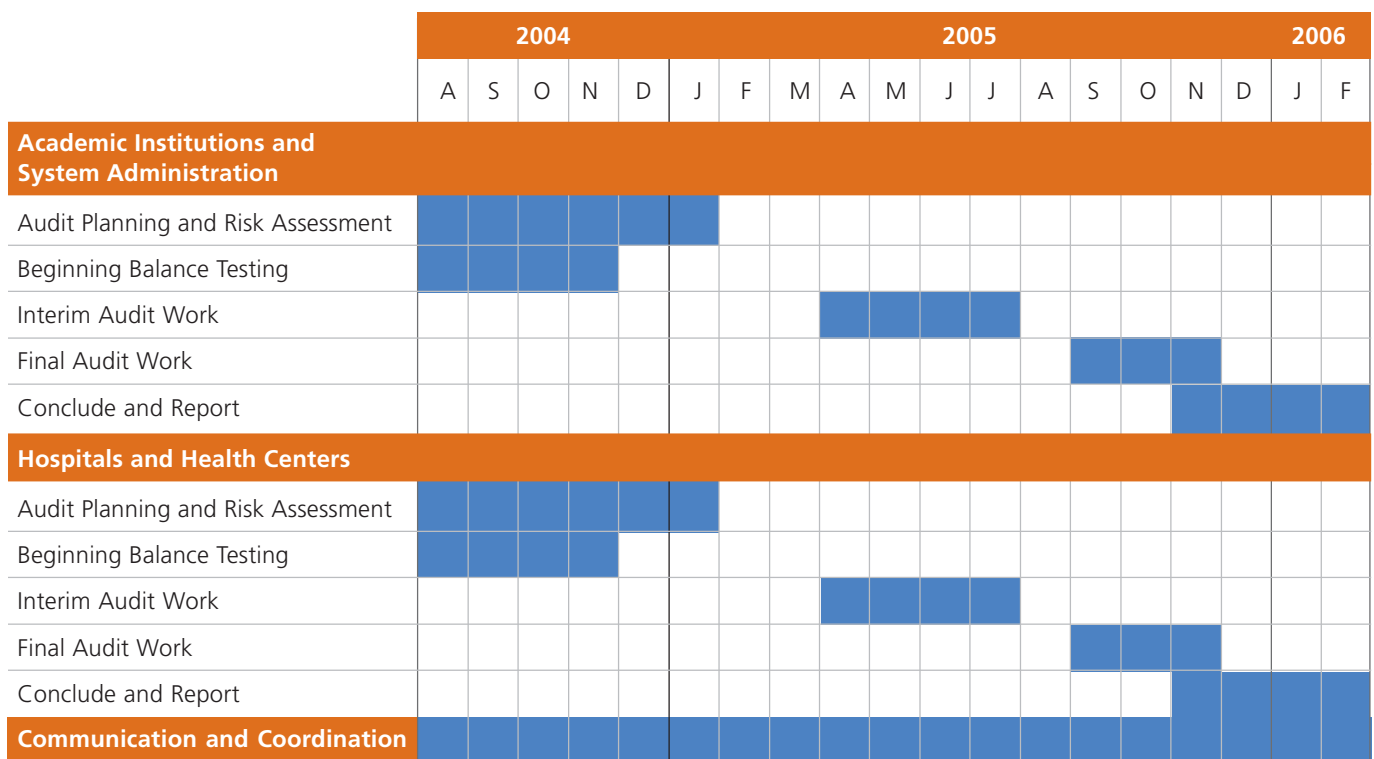 2004 2005 2006
A S O N D J F M A M J J A S O N D J F
Academic Institutions and
System Administration
Audit Planning and Risk Assessment
Beginning Balance Testing
Interim Audit Work
Final Audit Work
Conclude and Report
Hospitals and Health Centers
Audit Planning and Risk Assessment
Beginning Balance Testing
Interim Audit Work
Final Audit Work
Conclude and Report
Communication and Coordination